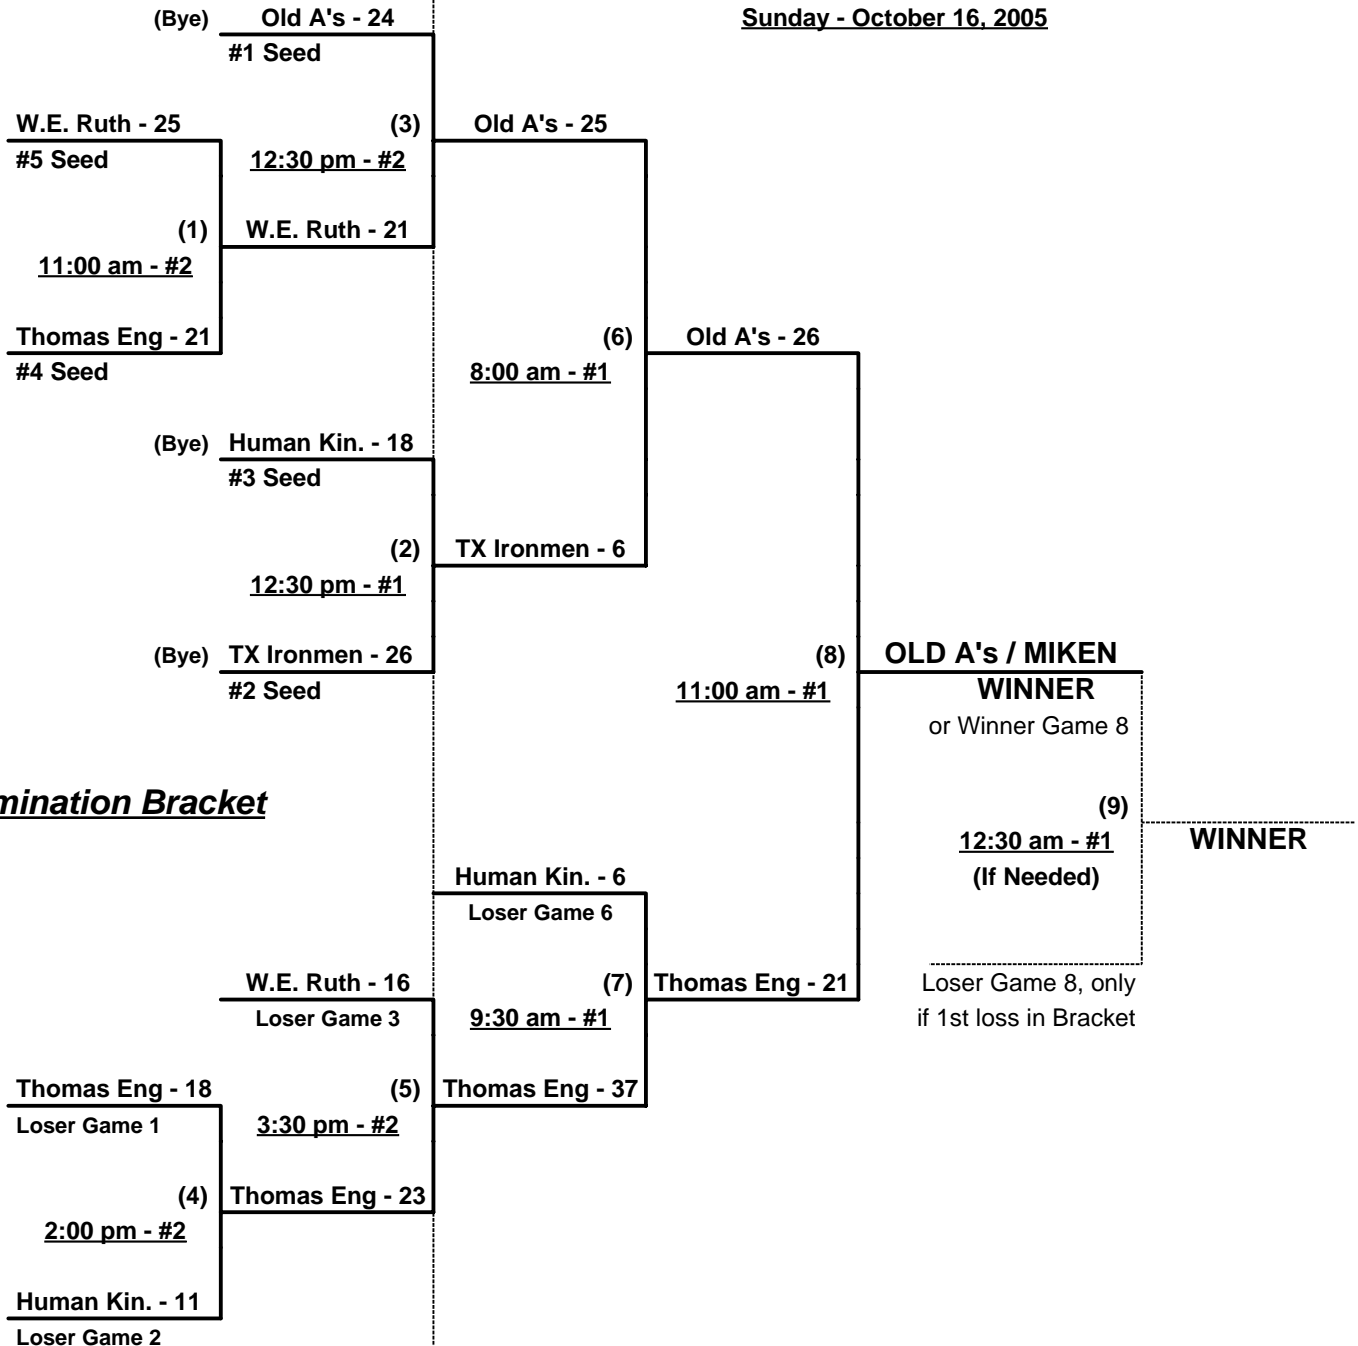 (Bye) Old A's - 24
Sunday - October 16, 2005
#1 Seed
W.E. Ruth - 25
(3)
Old A's - 25
#5 Seed
12:30 pm - #2
(1)
W.E. Ruth - 21
11:00 am - #2
Thomas Eng - 21
(6)
Old A's - 26
#4 Seed
8:00 am - #1
(Bye) Human Kin. - 18
#3 Seed
(2)
TX Ironmen - 6
12:30 pm - #1
(Bye) TX Ironmen - 26
(8)
OLD A's / MIKEN
#2 Seed
11:00 am - #1
WINNER
or Winner Game 8
mination Bracket
(9)
12:30 am - #1
WINNER
(If Needed)
Human Kin. - 6
Loser Game 6
W.E. Ruth - 16
(7)
Thomas Eng - 21
Loser Game 8, only
Loser Game 3
9:30 am - #1
if 1st loss in Bracket
Thomas Eng - 18
(5)
Thomas Eng - 37
Loser Game 1
3:30 pm - #2
(4)
Thomas Eng - 23
2:00 pm - #2
Human Kin. - 11
Loser Game 2